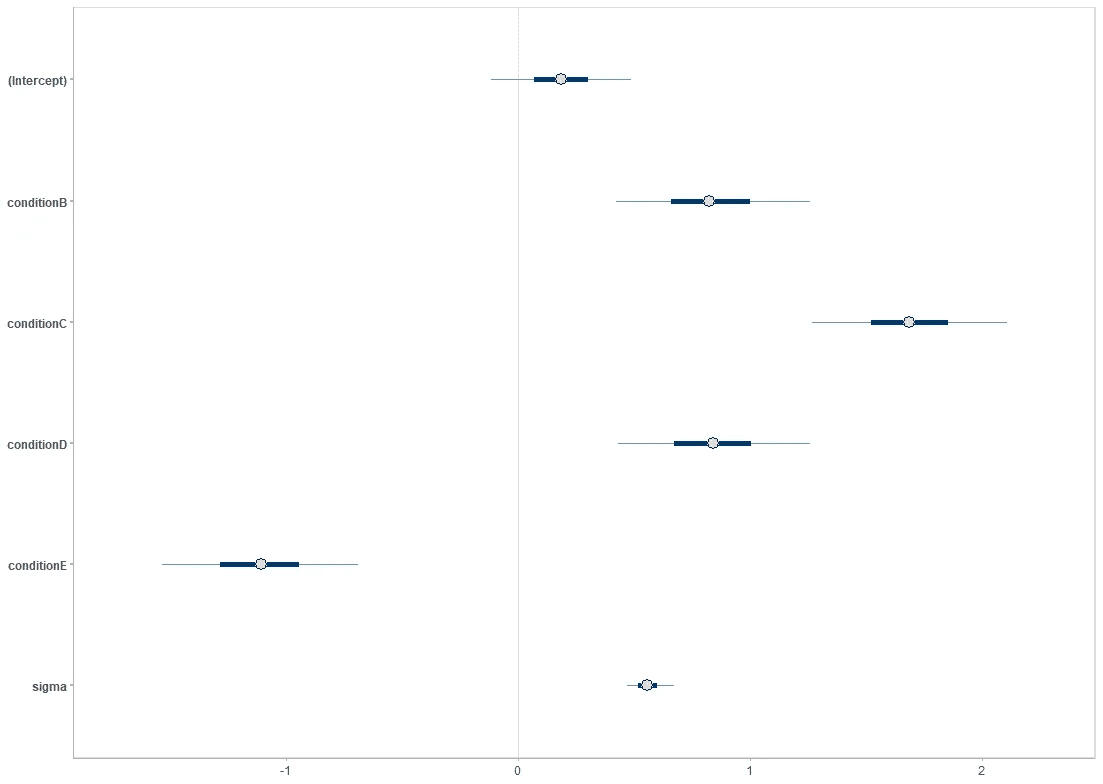 (Intercept)
conditionB
conditionC
conditionD
conditionE
sigma
-1 0 1 2